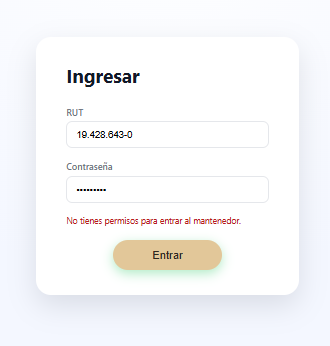 Ingresar
RUT
19.428.643-0
Contraseña
•••••••••
No tienes permisos para entrar al mantenedor.
Entrar